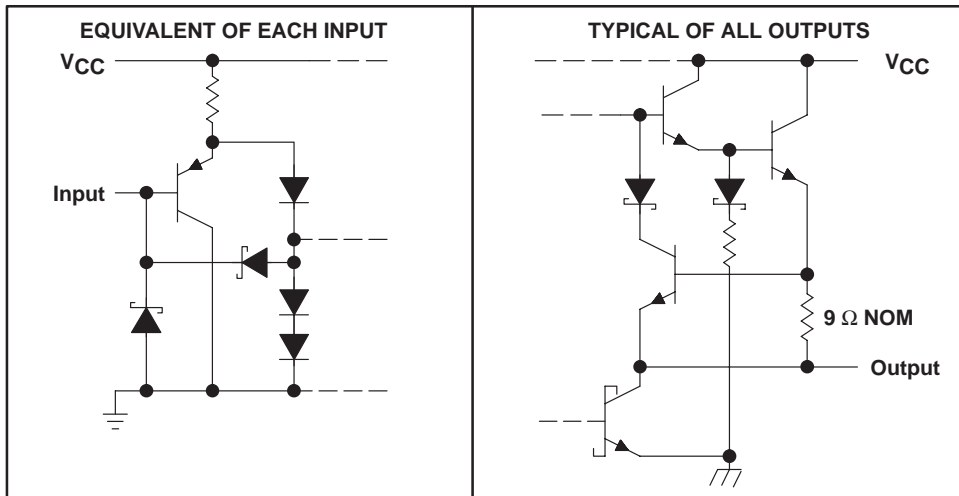 EQUIVALENT OF EACH INPUT
VCC
Input
TYPICAL OF ALL OUTPUTS
VCC
9 Ω NOM
Output